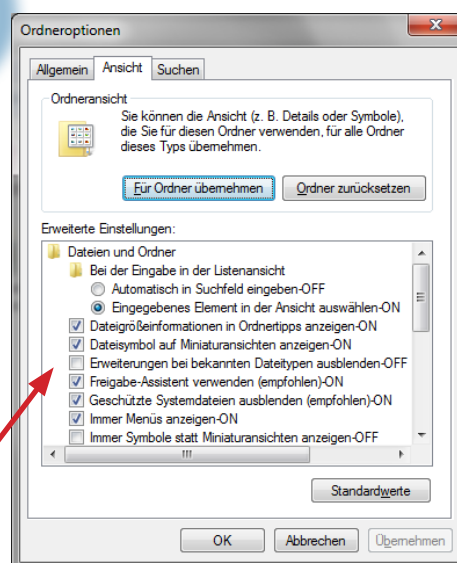 Ordneroptionen
Allgemein Ansicht Suchen
Ordneransicht
Sie können die Ansicht (z. B. Details oder Symbole),
die Sie für diesen Ordner verwenden, für alle Ordner
dieses Typs übernehmen.
Für Ordner übernehmen Ordner zurücksetzen
Erweiterte Einstellungen:
Dateien und Ordner
Bei der Eingabe in der Listenansicht
Automatisch in Suchfeld eingeben-OFF
Eingegebenes Element in der Ansicht auswählen-ON
Dateigrößeinformationen in Ordnertipps anzeigen-ON
Dateisymbol auf Miniaturansichten anzeigen-ON
Erweiterungen bei bekannten Dateitypen ausblenden-OFF
Freigabe-Assistent verwenden (empfohlen)-ON
Geschützte Systemdateien ausblenden (empfohlen)-ON
Immer Menüs anzeigen-ON
Immer Symbole statt Miniaturansichten anzeigen-OFF
Standardwerte
OK Abbrechen Übernehmen